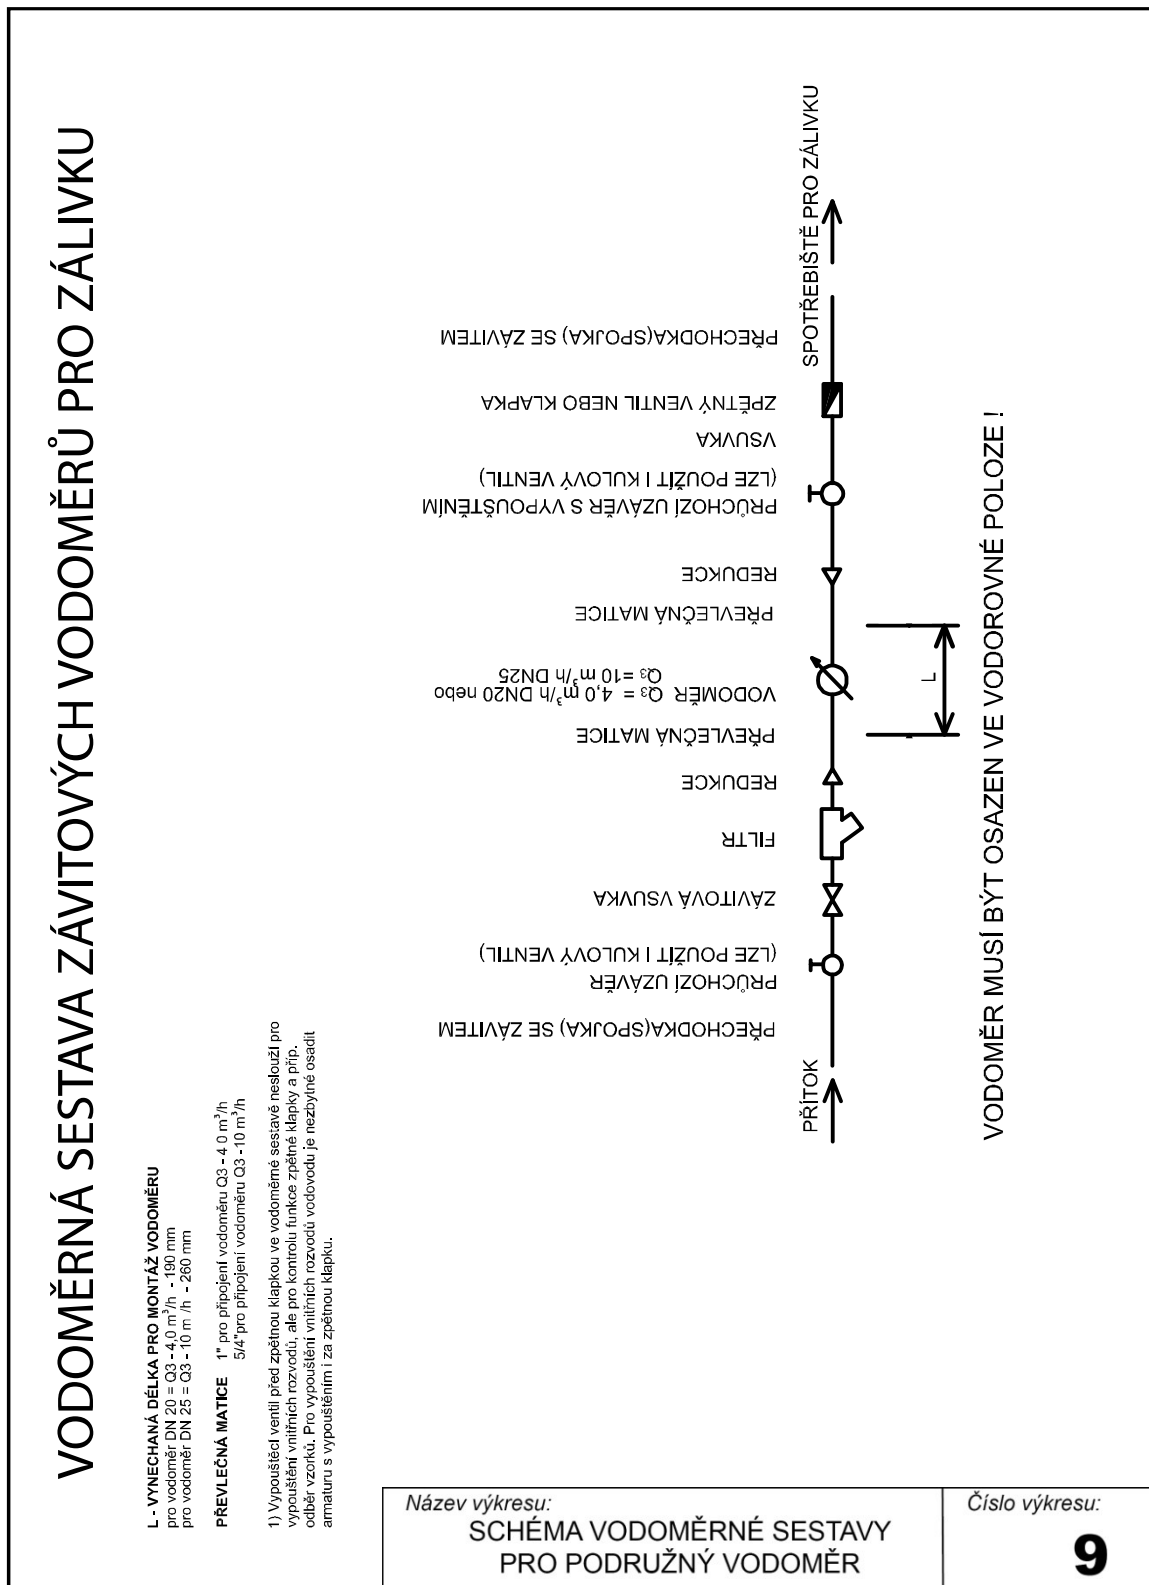 VODOMĚRNÁ SESTAVA ZÁVITOVÝCH VODOMĚRŮ PRO ZÁLIVKU
L - VYNECHANÁ DÉLKA PRO MONTÁŽ VODOMĚRU
pro vodoměr DN 20 = Q3 - 4,0 m³/h - 190 mm
pro vodoměr DN 25 = Q3 - 10 m /h - 260 mm
PŘEVLEČNÁ MATICE 1" pro připojení vodoměru Q3 - 4 0 m³/h
5/4"pro připojení vodoměru Q3 -10 m³/h
1) Vypouštěcí ventil před zpětnou klapkou ve vodoměrné sestavě neslouží pro
vypouštění vnitřních rozvodů, ale pro kontrolu funkce zpětné klapky a příp.
odběr vzorků. Pro vypouštění vnitřních rozvodů vodovodu je nezbytné osadit
armaturu s vypouštěním i za zpětnou klapku.
PŘÍTOK
PŘECHODKA(SPOJKA) SE ZÁVITEM
PRŮCHOZÍ UZÁVĚR
(LZE POUŽÍT I KULOVÝ VENTIL)
ZÁVITOVÁ VSUVKA
FILTR
REDUKCE
PŘEVLEČNÁ MATICE
VODOMĚR Q₃ = 4,0 m³/h DN20 nebo
Q₃ =10 m³/h DN25
PŘEVLEČNÁ MATICE
REDUKCE
PRŮCHOZÍ UZÁVĚR S VYPOUŠTĚNÍM
(LZE POUŽÍT I KULOVÝ VENTIL)
VSUVKA
ZPĚTNÝ VENTIL NEBO KLAPKA
PŘECHODKA(SPOJKA) SE ZÁVITEM
SPOTŘEBIŠTĚ PRO ZÁLIVKU
L
VODOMĚR MUSÍ BÝT OSAZEN VE VODOROVNÉ POLOZE !
Název výkresu:
SCHÉMA VODOMĚRNÉ SESTAVY
PRO PODRUŽNÝ VODOMĚR
Číslo výkresu:
9